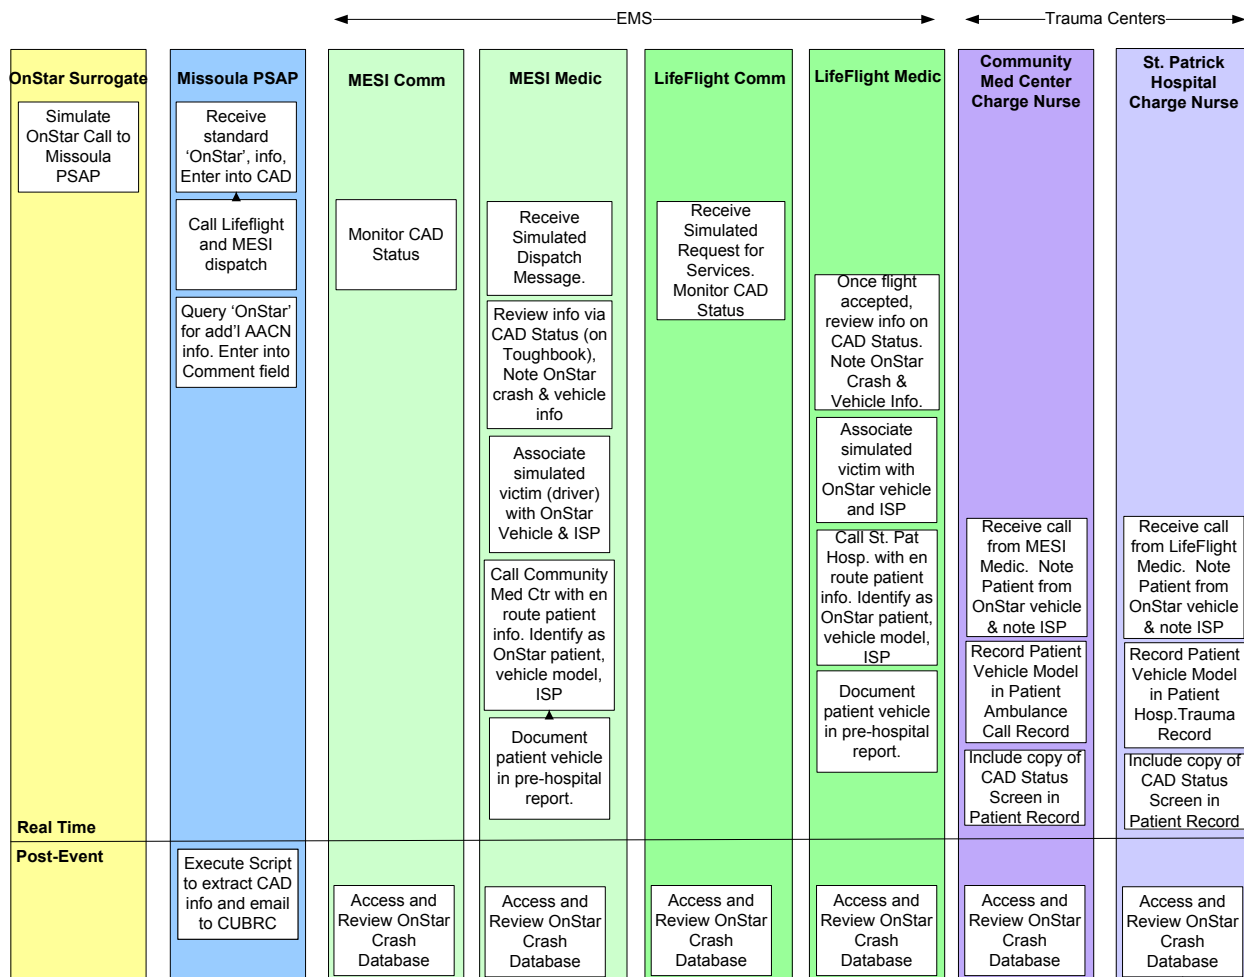 EMS
Trauma Centers
OnStar Surrogate
Simulate
OnStar Call to
Missoula
PSAP
Missoula PSAP
Receive
standard
‘OnStar’, info,
Enter into CAD
Call Lifeflight
and MESI
dispatch
Query ‘OnStar’
for add’l AACN
info. Enter into
Comment field
MESI Comm
Monitor CAD
Status
MESI Medic
Receive
Simulated
Dispatch
Message.
Review info via
CAD Status (on
Toughbook),
Note OnStar
crash & vehicle
info
Associate
simulated
victim (driver)
with OnStar
Vehicle & ISP
Call Community
Med Ctr with en
route patient
info. Identify as
OnStar patient,
vehicle model,
ISP
Document
patient vehicle
in pre-hospital
report.
LifeFlight Comm
Receive
Simulated
Request for
Services.
Monitor CAD
Status
LifeFlight Medic
Once flight
accepted,
review info on
CAD Status.
Note OnStar
Crash &
Vehicle Info.
Associate
simulated
victim with
OnStar vehicle
and ISP
Call St. Pat
Hosp. with en
route patient
info. Identify as
OnStar patient,
vehicle model,
ISP
Document
patient vehicle
in pre-hospital
report.
Community
Med Center
Charge Nurse
Receive call
from MESI
Medic. Note
Patient from
OnStar vehicle
& note ISP
Record Patient
Vehicle Model
in Patient
Ambulance
Call Record
Include copy of
CAD Status
Screen in
Patient Record
St. Patrick
Hospital
Charge Nurse
Receive call
from LifeFlight
Medic. Note
Patient from
OnStar vehicle
& note ISP
Record Patient
Vehicle Model
in Patient
Hosp.Trauma
Record
Include copy of
CAD Status
Screen in
Patient Record
Real Time
Post-Event
Execute Script
to extract CAD
info and email
to CUBRC
Access and
Review OnStar
Crash
Database
Access and
Review OnStar
Crash
Database
Access and
Review OnStar
Crash
Database
Access and
Review OnStar
Crash
Database
Access and
Review OnStar
Crash
Database
Access and
Review OnStar
Crash
Database